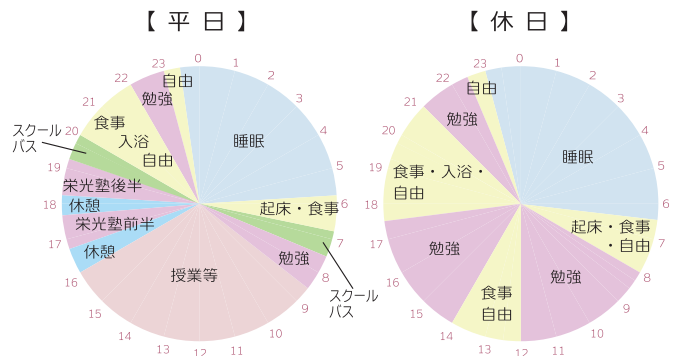 【 平 日 】
0
1
2
3
4
5
6
7
8
9
10
11
12
13
14
15
16
17
18
19
20
21
22
23
睡眠
起床・食事
スクール
バス
勉強
授業等
休憩
栄光塾前半
休憩
栄光塾後半
スクール
バス
食事
入浴
自由
勉強
自由
【 休 日 】
0
1
2
3
4
5
6
7
8
9
10
11
12
13
14
15
16
17
18
19
20
21
22
23
睡眠
起床・食事
・自由
勉強
食事
自由
勉強
食事・入浴・
自由
勉強
自由